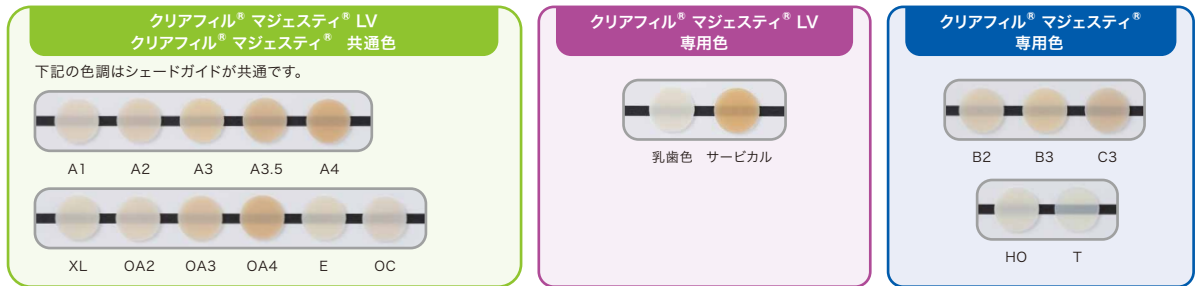 クリアフィル® マジェスティ® LV
クリアフィル® マジェスティ® 共通色
下記の色調はシェードガイドが共通です。
A1 A2 A3 A3.5 A4
XL OA2 OA3 OA4 E OC
クリアフィル® マジェスティ® LV
専用色
乳歯色 サービカル
クリアフィル® マジェスティ®
専用色
B2 B3 C3
HO T